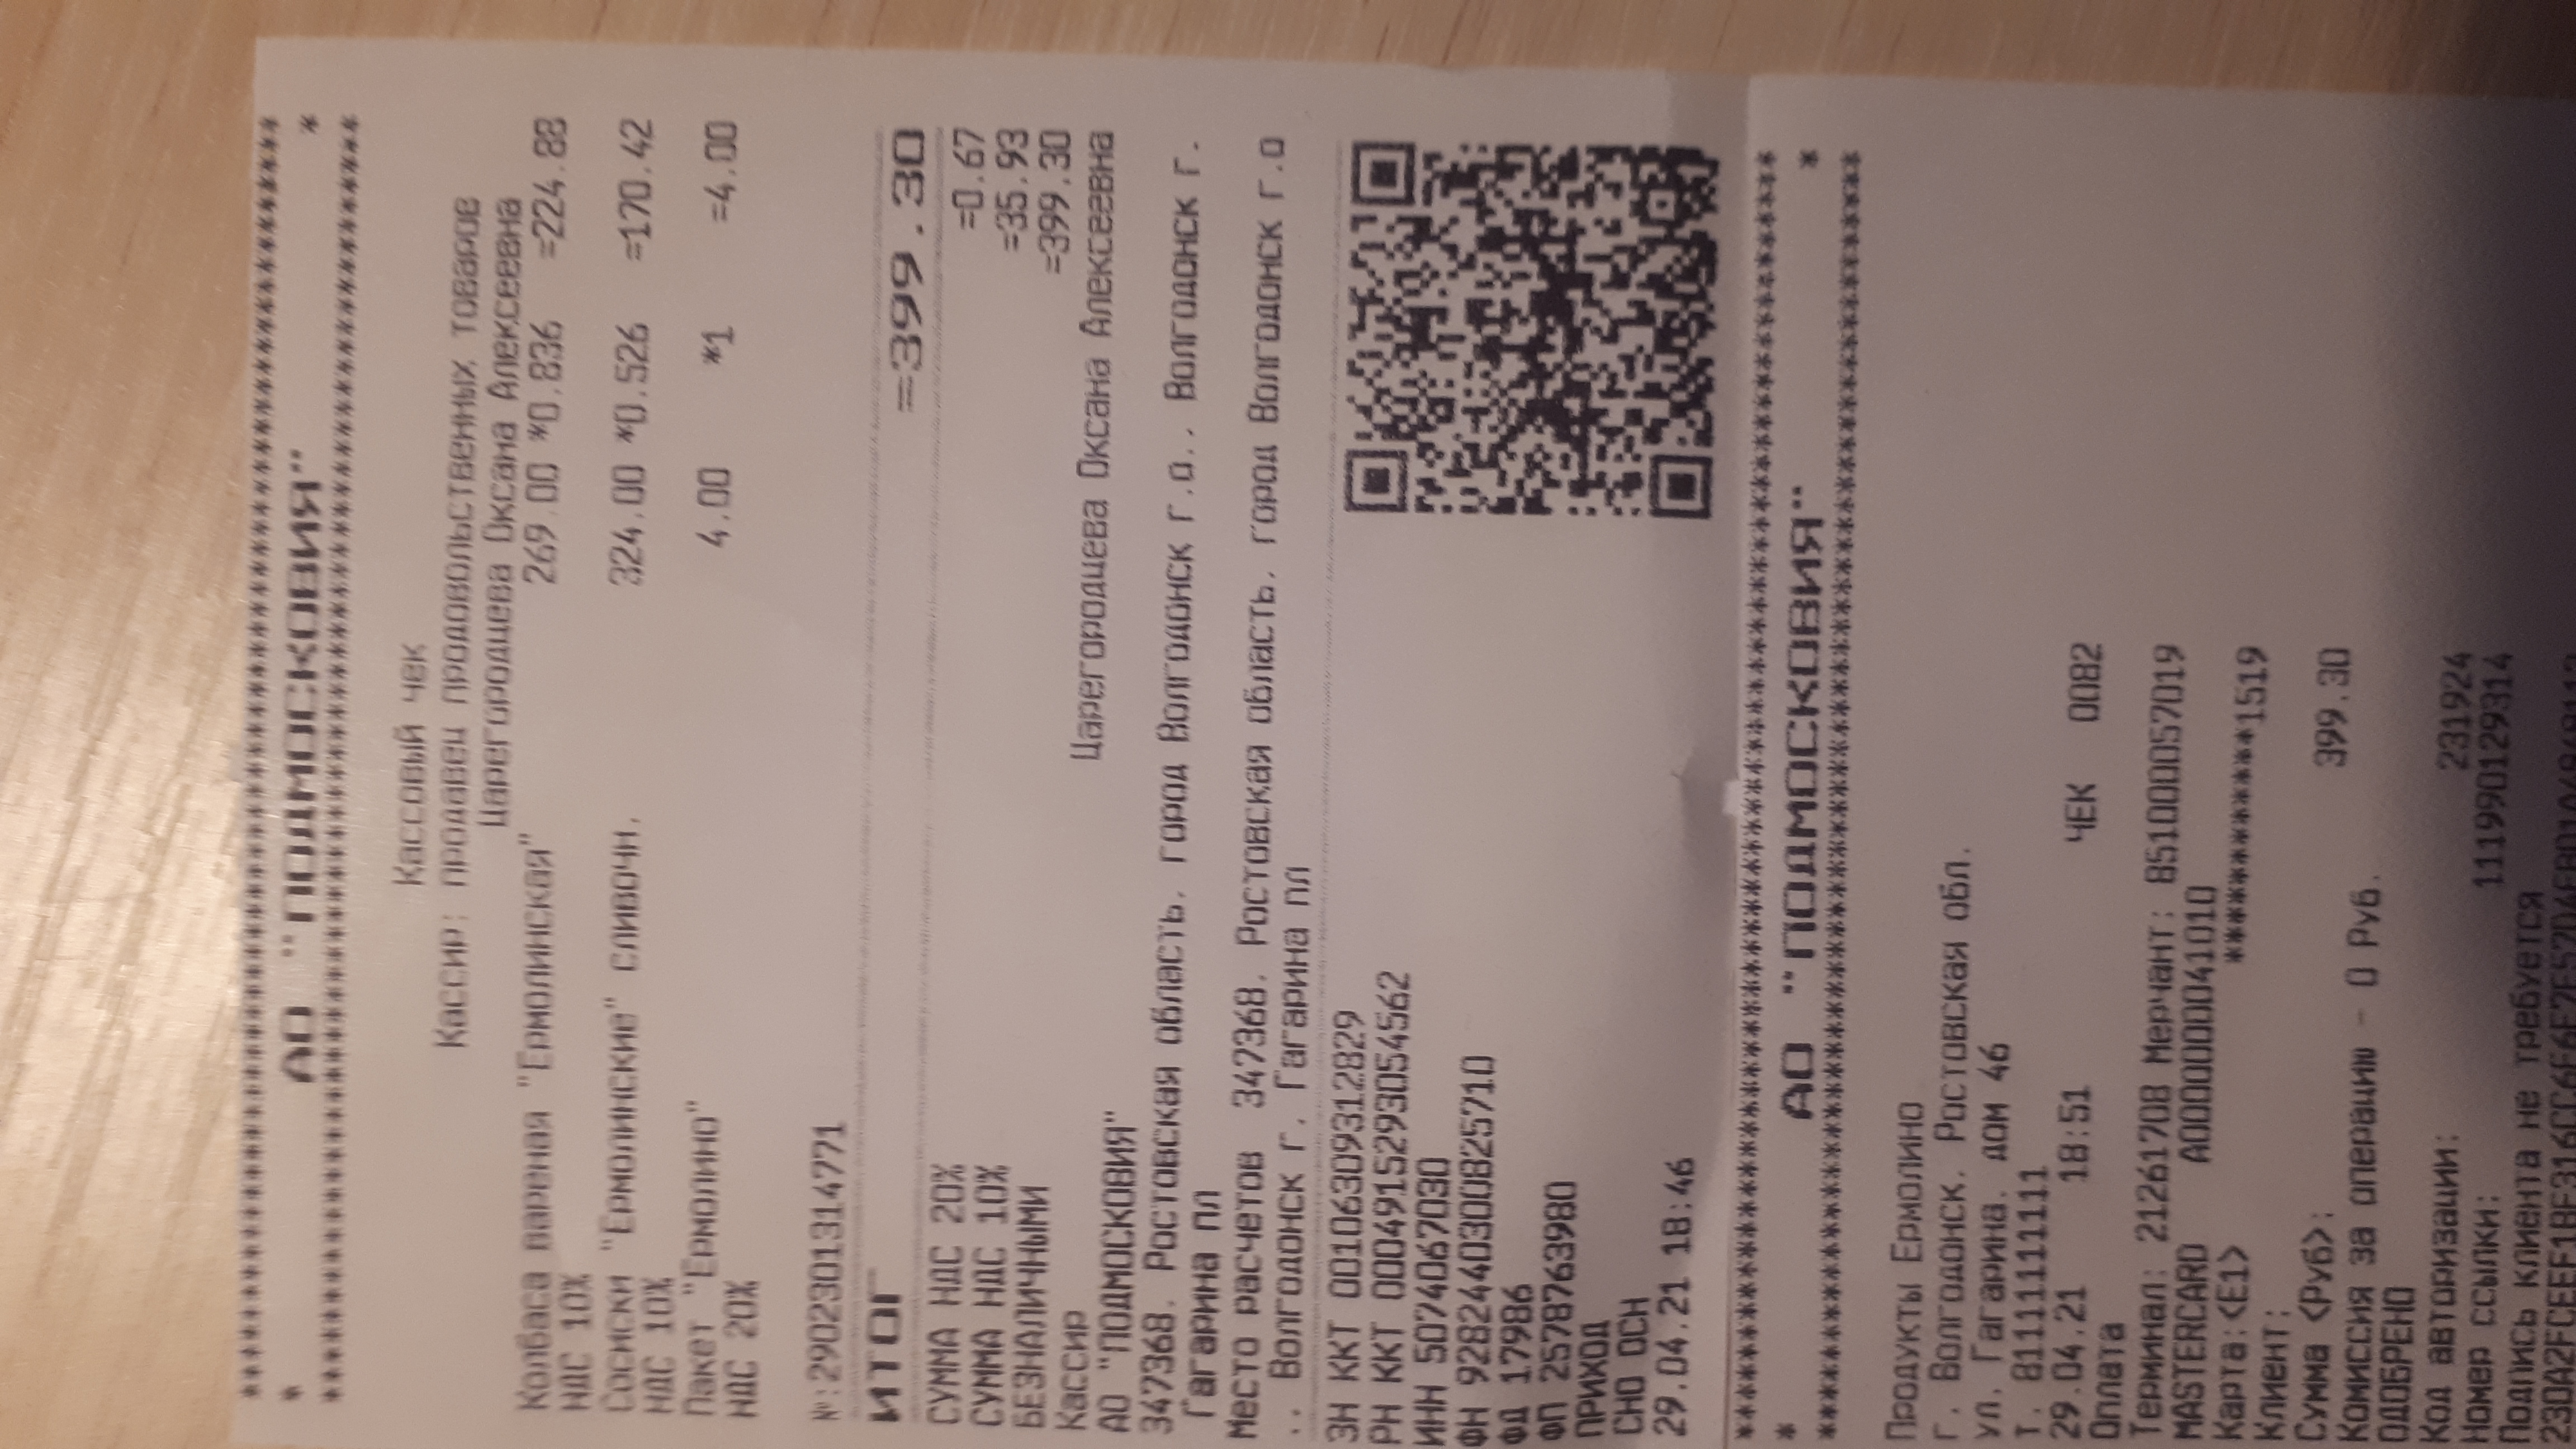 ****************************************************************
* АО "ПОДМОСКОВИЯ" *
****************************************************************
Кассовый чек
Кассир: продавец продовольственных товаров
Царегородцева Оксана Алексеевна
Колбаса вареная "Ермолинская" 269.00 *0.836 =224.88
НДС 10%
Сосиски "Ермолинские" сливочн. 324.00 *0.526 =170.42
НДС 10%
Пакет "Ермолино" 4.00 *1 =4.00
НДС 20%
№:2902301314771
ИТОГ =399.30
СУММА НДС 20% =0.67
СУММА НДС 10% =35.93
БЕЗНАЛИЧНЫМИ =399.30
Кассир Царегородцева Оксана Алексеевна
АО "ПОДМОСКОВИЯ"
347368, Ростовская область, город Волгодонск г.о., Волгодонск г,
Гагарина пл
Место расчетов 347368, Ростовская область, город Волгодонск г.о
., Волгодонск г, Гагарина пл
ЗН ККТ 00106309312829
РН ККТ 0004915293054562
ИНН 5074067030
ФН 9282440300825710
ФД 17986
ФП 2578763980
ПРИХОД
СНО ОСН
29.04.21 18:46
****************************************************************
* АО "ПОДМОСКОВИЯ" *
****************************************************************
Продукты Ермолино
г. Волгодонск, Ростовская обл.
ул. Гагарина, дом 46
т. 81111111111
29.04.21 18:51 ЧЕК 0082
Оплата
Терминал: 21261708 Мерчант: 851000057019
MASTERCARD A0000000041010
Карта:<E1> ************1519
Клиент:
Сумма <Руб>: 399.30
Комиссия за операцию - 0 Руб.
ОДОБРЕНО
Код авторизации: 231924
Номер ссылки: 111990129314
Подпись клиента не требуется